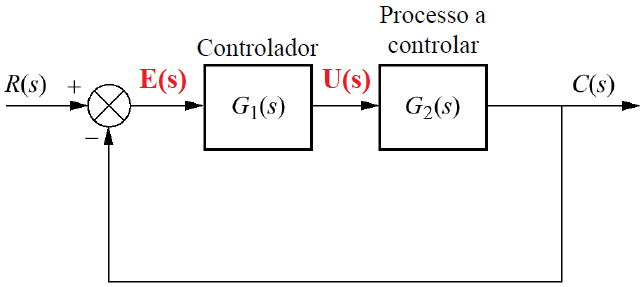 Processo a
controlar
Controlador
R(s) + E(s) G₁(s) U(s) G₂(s) C(s)
−